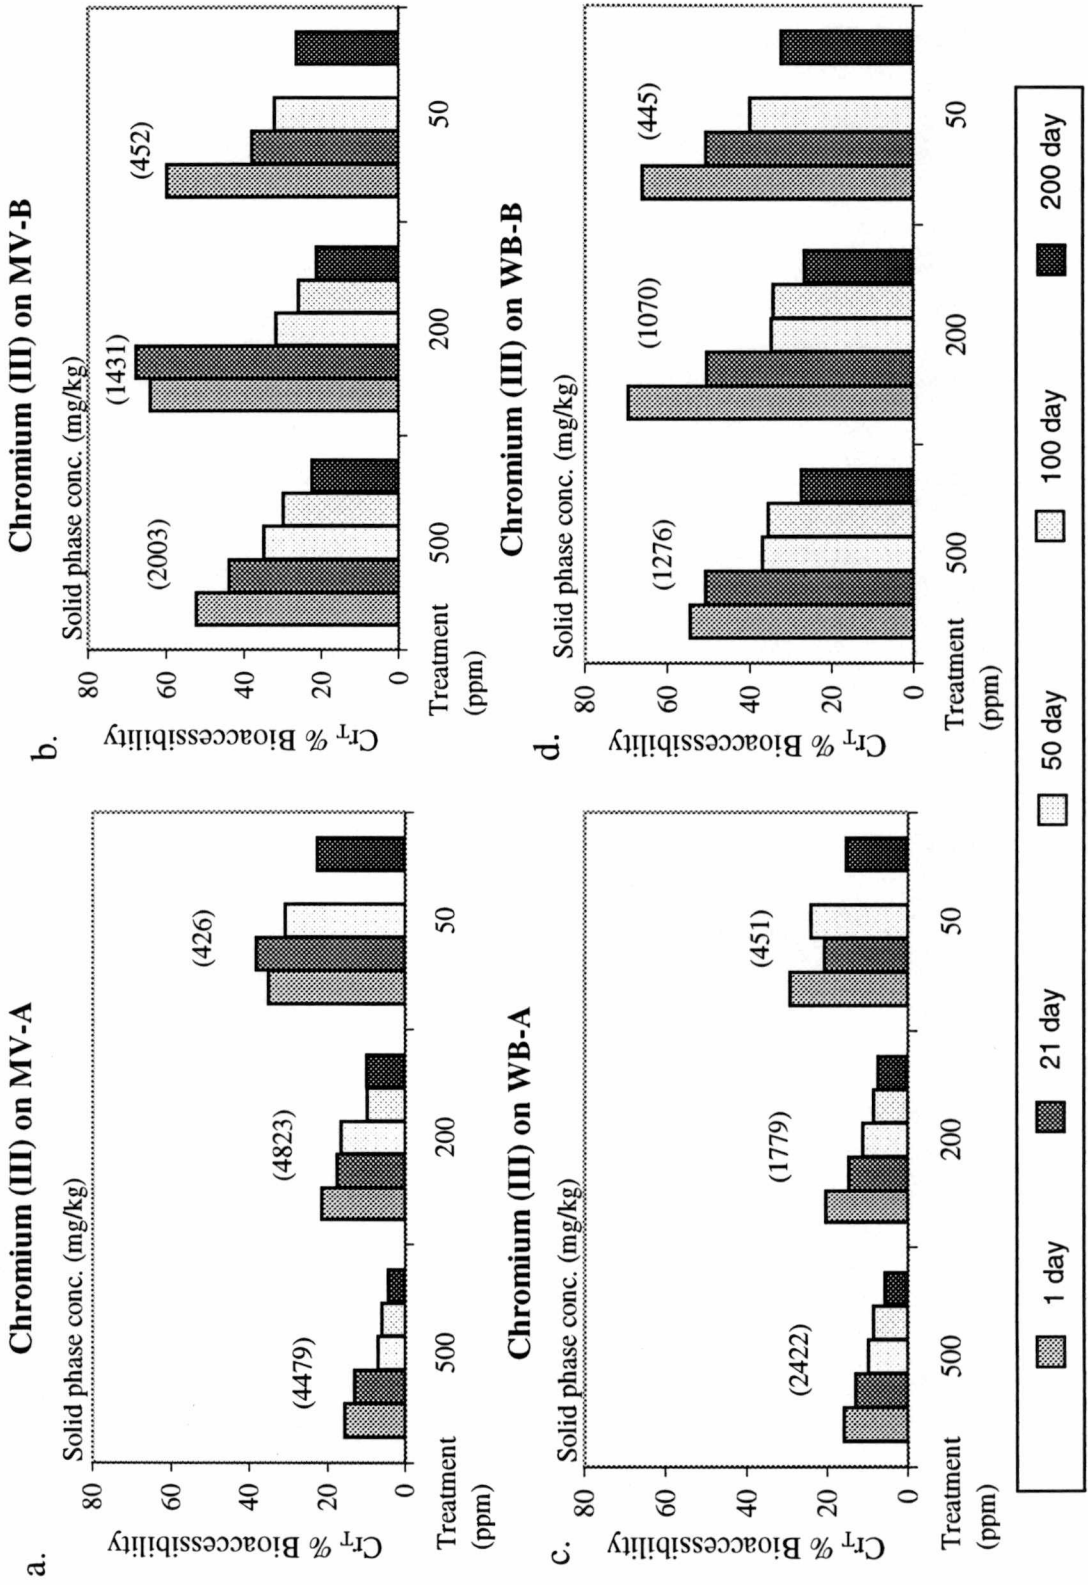 a.
Chromium (III) on MV-A
Solid phase conc. (mg/kg)
Cr_T % Bioaccessibility
80
60
40
20
0
(4479)
(4823)
(426)
Treatment
(ppm)
500
200
50
b.
Chromium (III) on MV-B
Solid phase conc. (mg/kg)
Cr_T % Bioaccessibility
80
60
40
20
0
(2003)
(1431)
(452)
Treatment
(ppm)
500
200
50
c.
Chromium (III) on WB-A
Solid phase conc. (mg/kg)
Cr_T % Bioaccessibility
80
60
40
20
0
(2422)
(1779)
(451)
Treatment
(ppm)
500
200
50
d.
Chromium (III) on WB-B
Solid phase conc. (mg/kg)
Cr_T % Bioaccessibility
80
60
40
20
0
(1276)
(1070)
(445)
Treatment
(ppm)
500
200
50
1 day 21 day 50 day 100 day 200 day